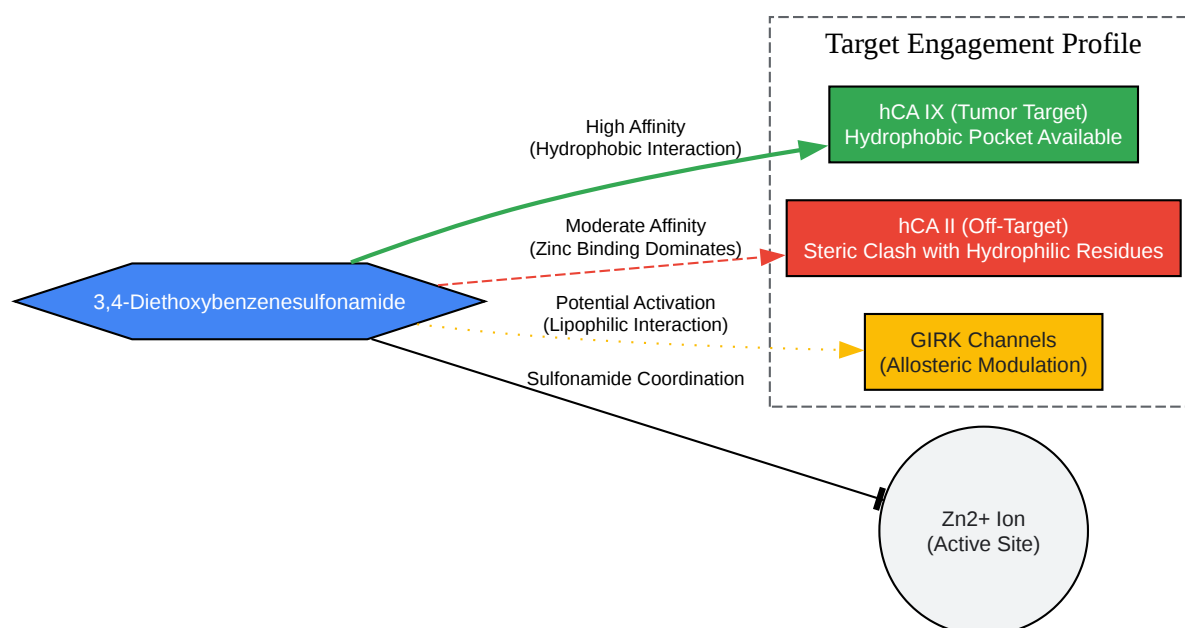 Target Engagement Profile
hCA IX (Tumor Target)
Hydrophobic Pocket Available
High Affinity
(Hydrophobic Interaction)
hCA II (Off-Target)
Steric Clash with Hydrophilic Residues
Moderate Affinity
(Zinc Binding Dominates)
3,4-Diethoxybenzenesulfonamide
Potential Activation
(Lipophilic Interaction)
GIRK Channels
(Allosteric Modulation)
Sulfonamide Coordination
Zn2+ Ion
(Active Site)